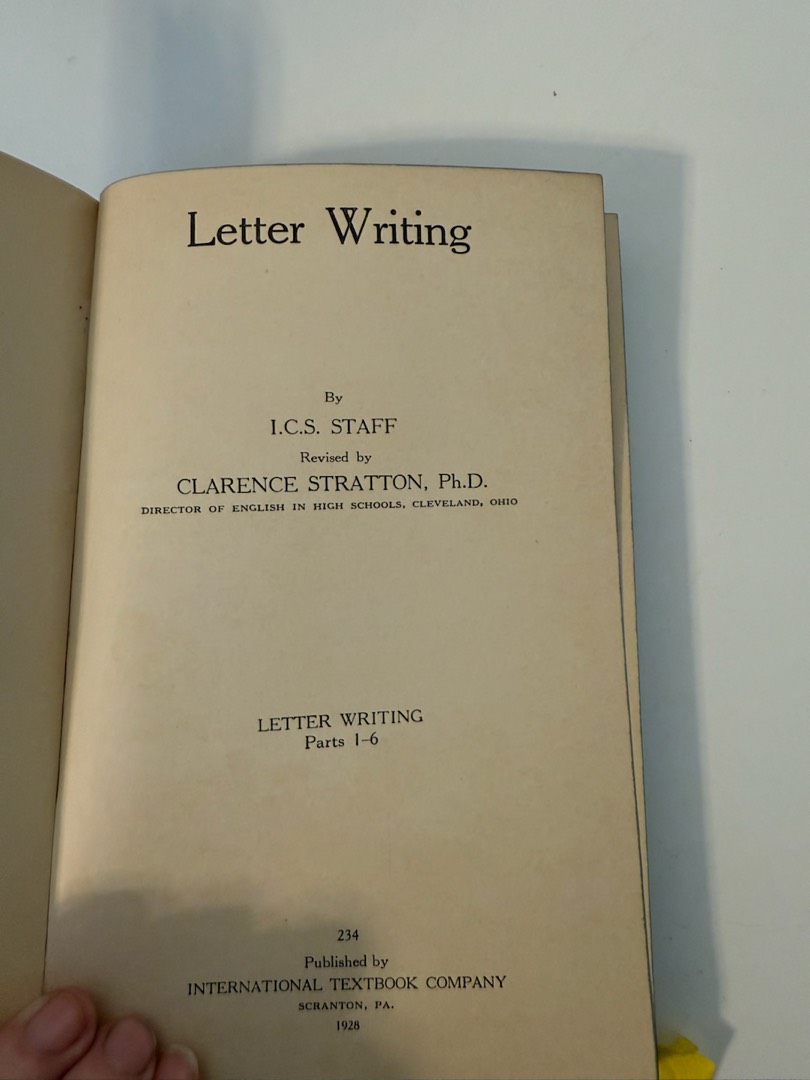 Letter Writing
By
I.C.S. STAFF
Revised by
CLARENCE STRATTON, Ph.D.
DIRECTOR OF ENGLISH IN HIGH SCHOOLS, CLEVELAND, OHIO
LETTER WRITING
Parts 1-6
234
Published by
INTERNATIONAL TEXTBOOK COMPANY
SCRANTON, PA.
1928